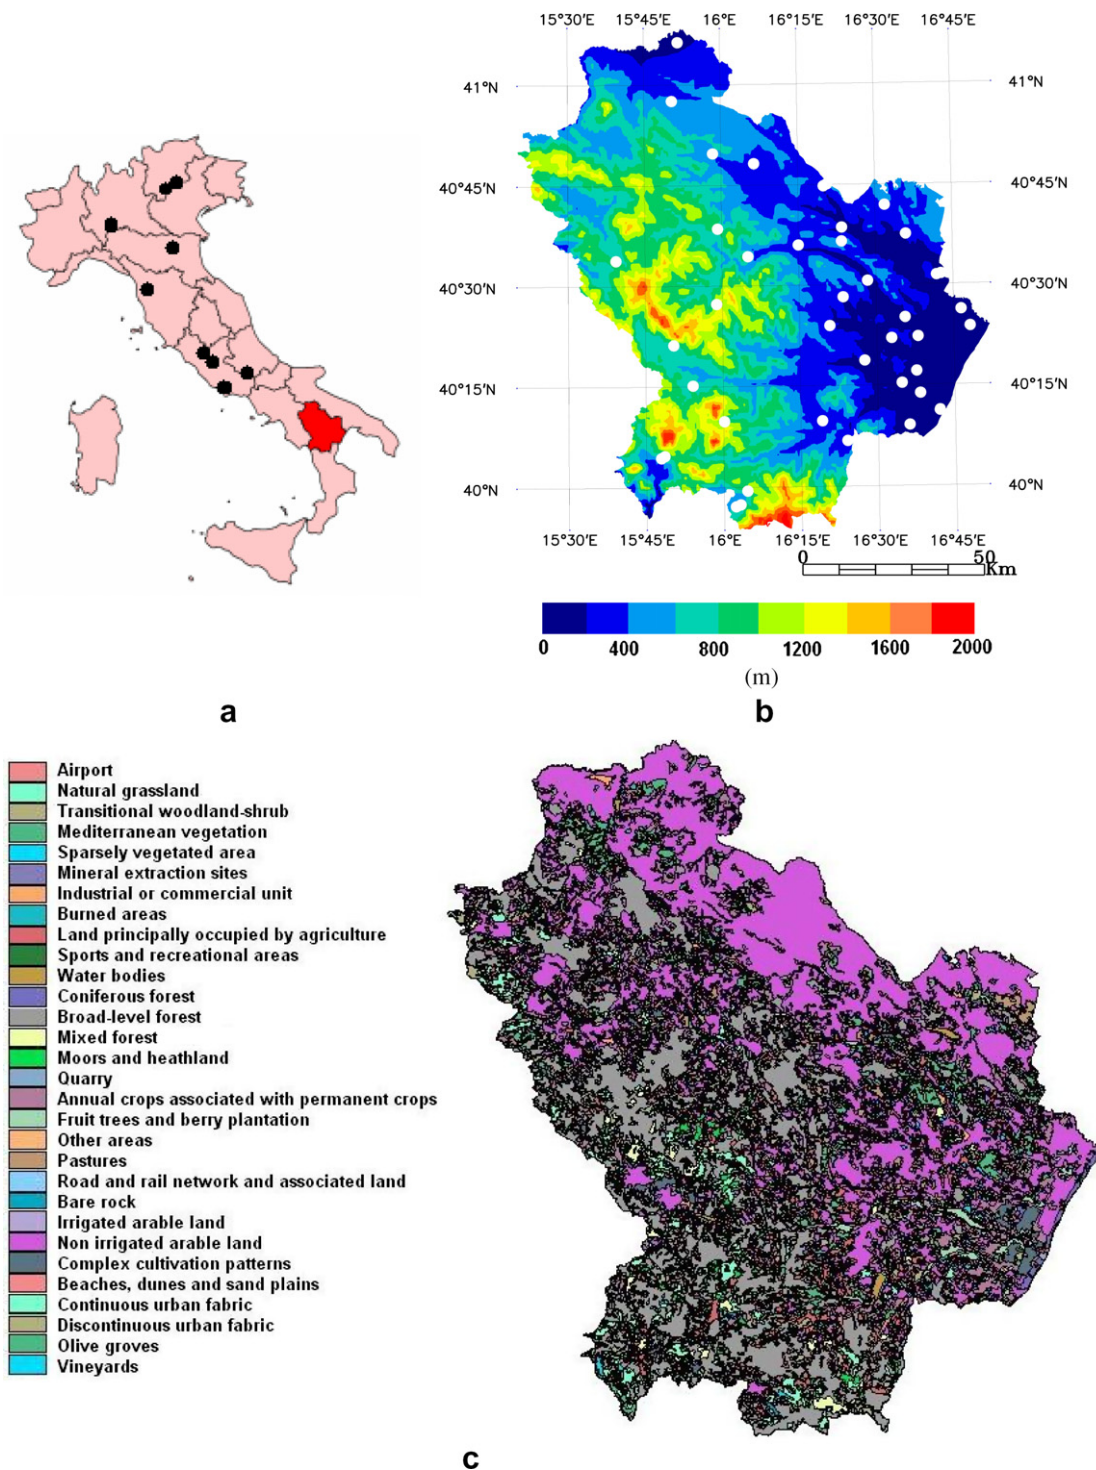 15°30′E 15°45′E 16°E 16°15′E 16°30′E 16°45′E
41°N 41°N
40°45′N 40°45′N
40°30′N 40°30′N
40°15′N 40°15′N
40°N 40°N
15°30′E 15°45′E 16°E 16°15′E 16°30′E 16°45′E
0 50
Km
0 400 800 1200 1600 2000
(m)
a
b
Airport
Natural grassland
Transitional woodland-shrub
Mediterranean vegetation
Sparsely vegetated area
Mineral extraction sites
Industrial or commercial unit
Burned areas
Land principally occupied by agriculture
Sports and recreational areas
Water bodies
Coniferous forest
Broad-level forest
Mixed forest
Moors and heathland
Quarry
Annual crops associated with permanent crops
Fruit trees and berry plantation
Other areas
Pastures
Road and rail network and associated land
Bare rock
Irrigated arable land
Non irrigated arable land
Complex cultivation patterns
Beaches, dunes and sand plains
Continuous urban fabric
Discontinuous urban fabric
Olive groves
Vineyards
c